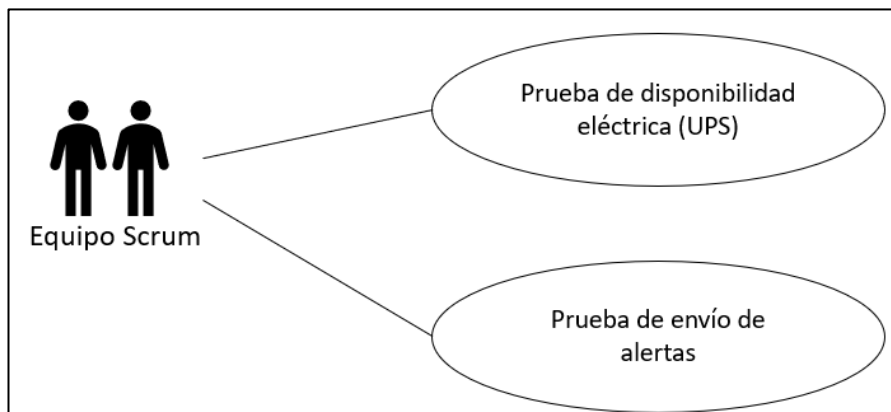 Prueba de disponibilidad
eléctrica (UPS)
Equipo Scrum
Prueba de envío de
alertas